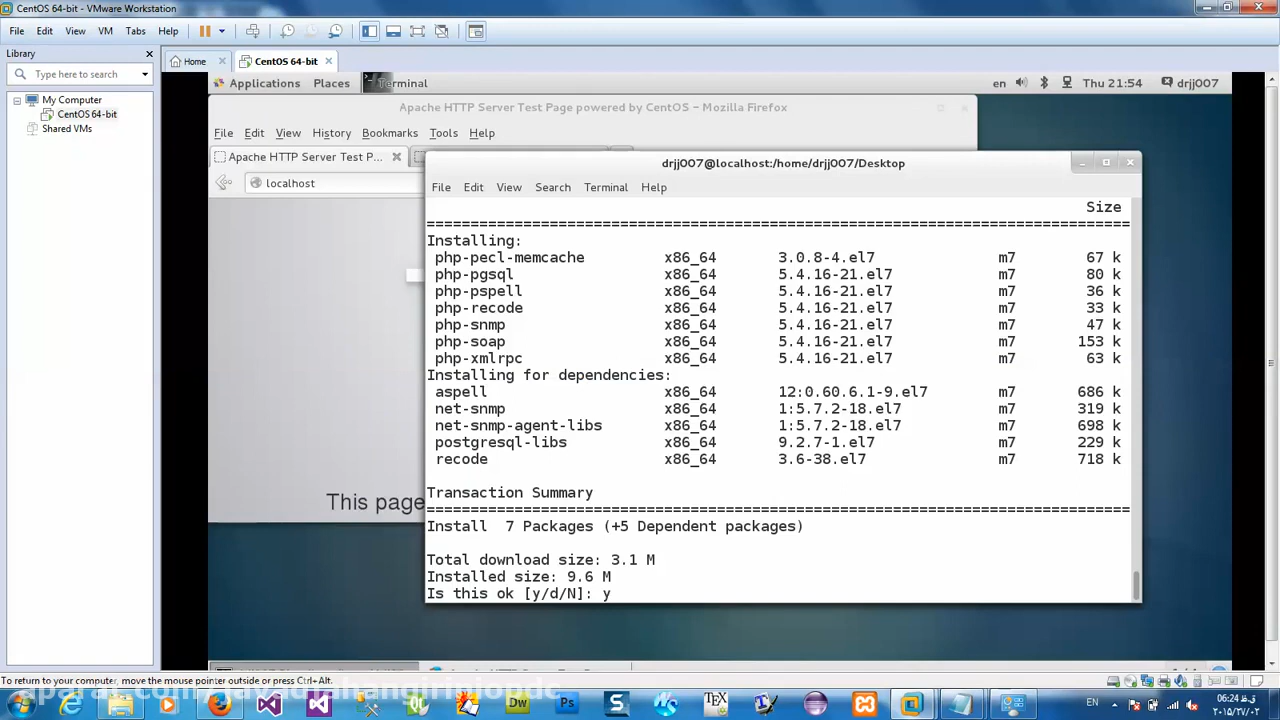 CentOS 64-bit - VMware Workstation
File Edit View VM Tabs Help
Library
Type here to search
My Computer
CentOS 64-bit
Shared VMs
Home
CentOS 64-bit
Applications Places Terminal
en Thu 21:54 drjj007
Apache HTTP Server Test Page powered by CentOS - Mozilla Firefox
File Edit View History Bookmarks Tools Help
Apache HTTP Server Test P...
localhost
This page
drjj007@localhost:/home/drjj007/Desktop
File Edit View Search Terminal Help
Size
================================================================================
Installing:
php-pecl-memcache x86_64 3.0.8-4.el7 m7 67 k
php-pgsql x86_64 5.4.16-21.el7 m7 80 k
php-pspell x86_64 5.4.16-21.el7 m7 36 k
php-recode x86_64 5.4.16-21.el7 m7 33 k
php-snmp x86_64 5.4.16-21.el7 m7 47 k
php-soap x86_64 5.4.16-21.el7 m7 153 k
php-xmlrpc x86_64 5.4.16-21.el7 m7 63 k
Installing for dependencies:
aspell x86_64 12:0.60.6.1-9.el7 m7 686 k
net-snmp x86_64 1:5.7.2-18.el7 m7 319 k
net-snmp-agent-libs x86_64 1:5.7.2-18.el7 m7 698 k
postgresql-libs x86_64 9.2.7-1.el7 m7 229 k
recode x86_64 3.6-38.el7 m7 718 k
Transaction Summary
================================================================================
Install 7 Packages (+5 Dependent packages)
Total download size: 3.1 M
Installed size: 9.6 M
Is this ok [y/d/N]: y
To return to your computer, move the mouse pointer outside or press Ctrl+Alt.
EN
06:24 ق.ظ
۲۰۱۵/۲۷/۰۲